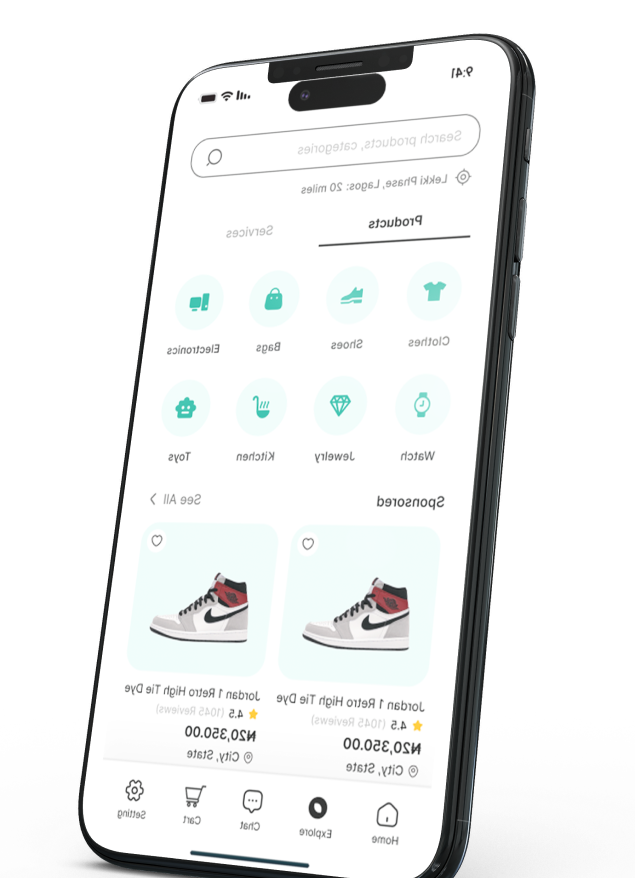 9:41
Search products, categories
Lekki Phase, Lagos: 20 miles
Products Services
Clothes Shoes Bags Electronics
Watch Jewelry Kitchen Toys
Sponsored See All
Jordan 1 Retro High Tie Dye Jordan 1 Retro High Tie Dye
4.5 (1045 Reviews) 4.5 (1045 Reviews)
₦20,350.00 ₦20,350.00
City, State City, State
Home Explore Chat Cart Setting